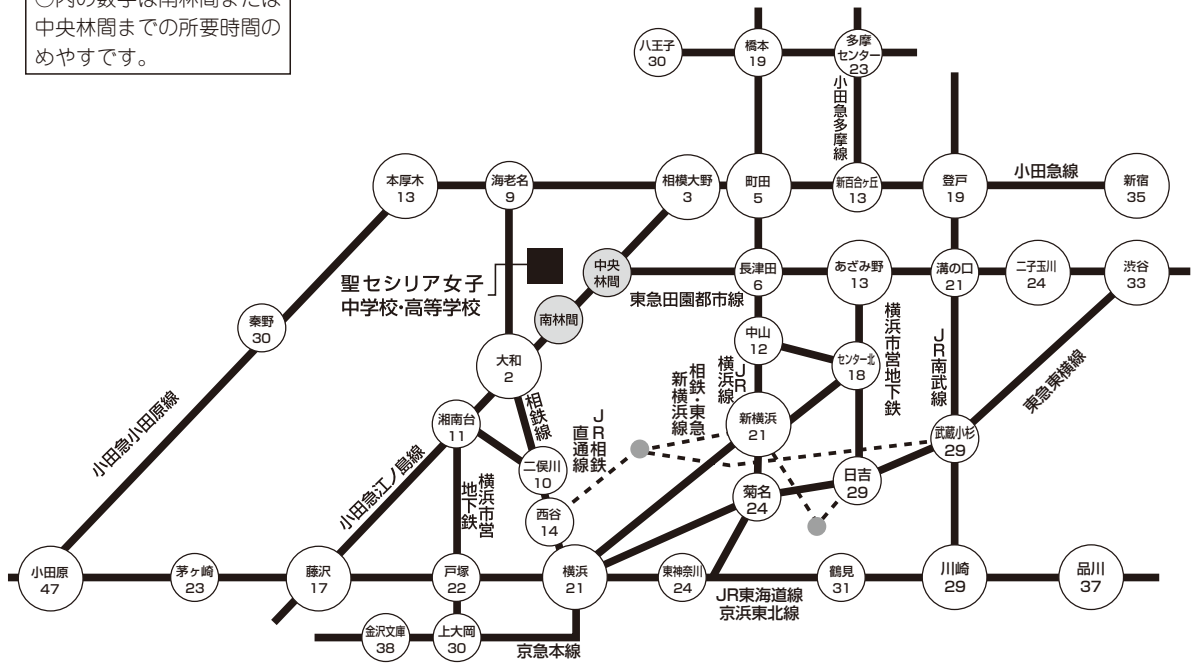 ○内の数字は南林間または
中央林間までの所要時間の
めやすです。
八王子
30
橋本
19
多摩
センター
23
小田急多摩線
本厚木
13
海老名
9
相模大野
3
町田
5
新百合ヶ丘
13
登戸
19
小田急線
新宿
35
聖セシリア女子
中学校・高等学校
中央
林間
東急田園都市線
長津田
6
あざみ野
13
溝の口
21
二子玉川
24
渋谷
33
南林間
秦野
30
中山
12
センター北
18
横浜市営地下鉄
JR南武線
東急東横線
大和
2
相鉄線
JR
横浜線
相鉄・東急
新横浜線
湘南台
11
小田急小田原線
小田急江ノ島線
横浜市営
地下鉄
二俣川
10
JR相鉄
直通線
新横浜
21
武蔵小杉
29
日吉
29
菊名
24
西谷
14
小田原
47
茅ヶ崎
23
藤沢
17
戸塚
22
横浜
21
東神奈川
24
鶴見
31
川崎
29
品川
37
JR東海道線
京浜東北線
金沢文庫
38
上大岡
30
京急本線